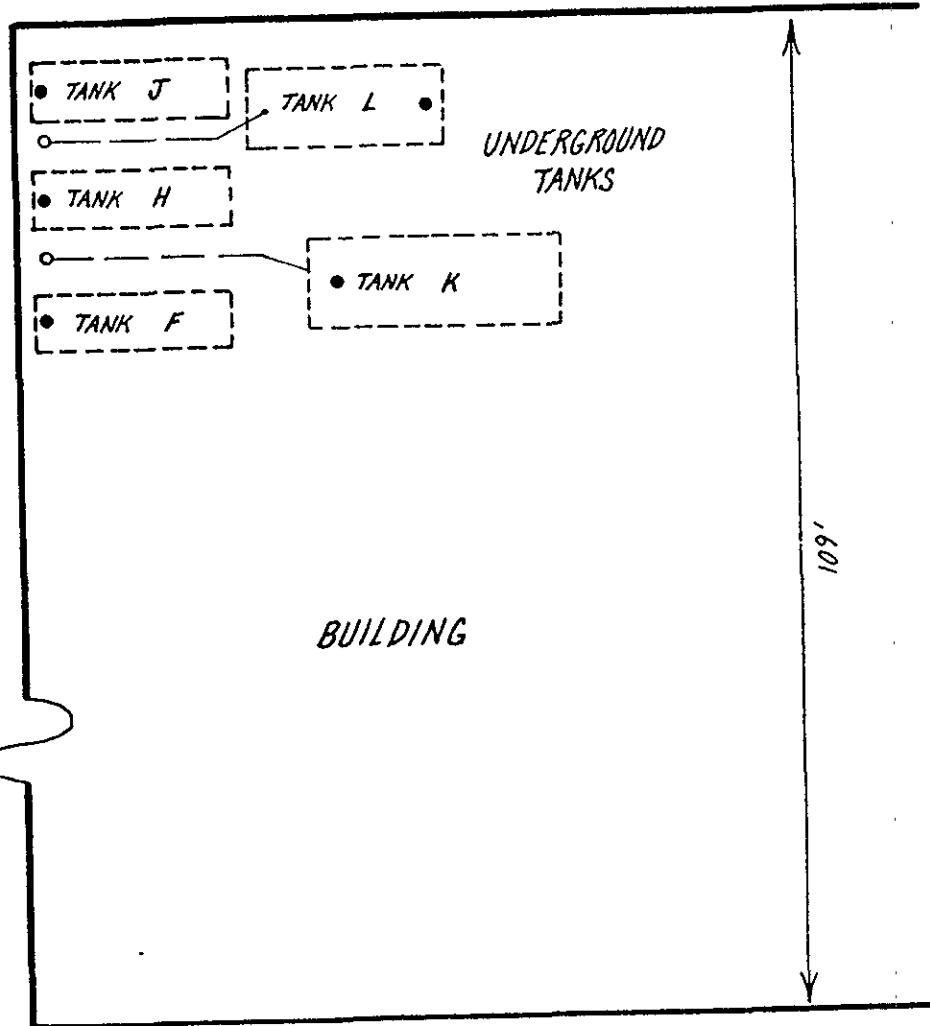 TANK J
TANK L
UNDERGROUND
TANKS
TANK H
TANK K
TANK F
109'
BUILDING